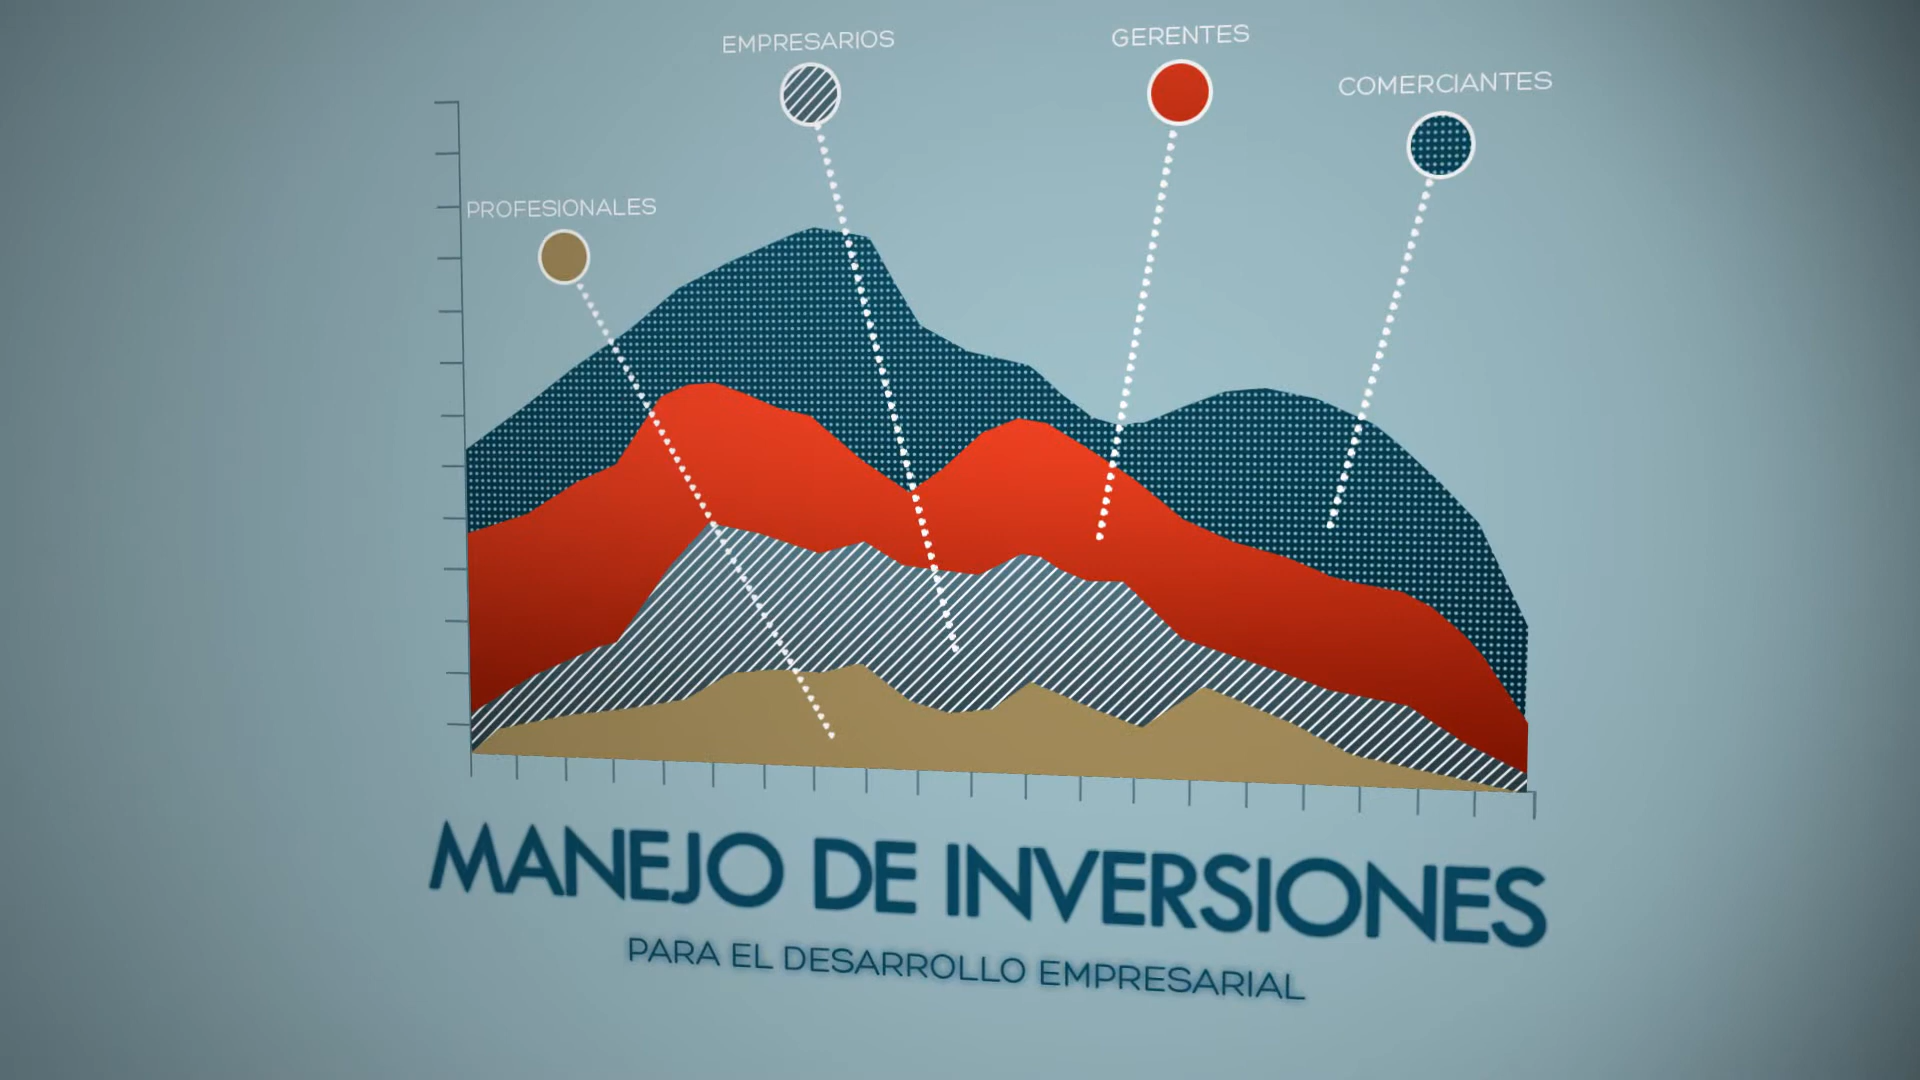 EMPRESARIOS
GERENTES
COMERCIANTES
PROFESIONALES
MANEJO DE INVERSIONES
PARA EL DESARROLLO EMPRESARIAL